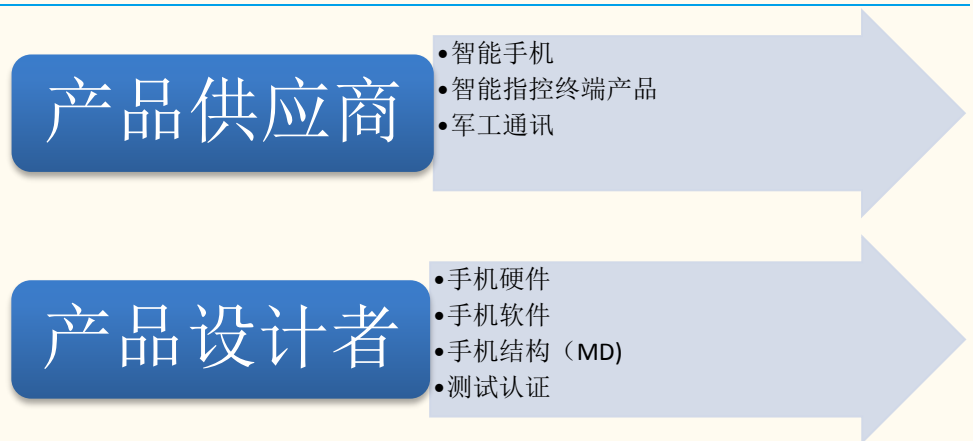 产品供应商
•智能手机
•智能指控终端产品
•军工通讯
产品设计者
•手机硬件
•手机软件
•手机结构（MD)
•测试认证